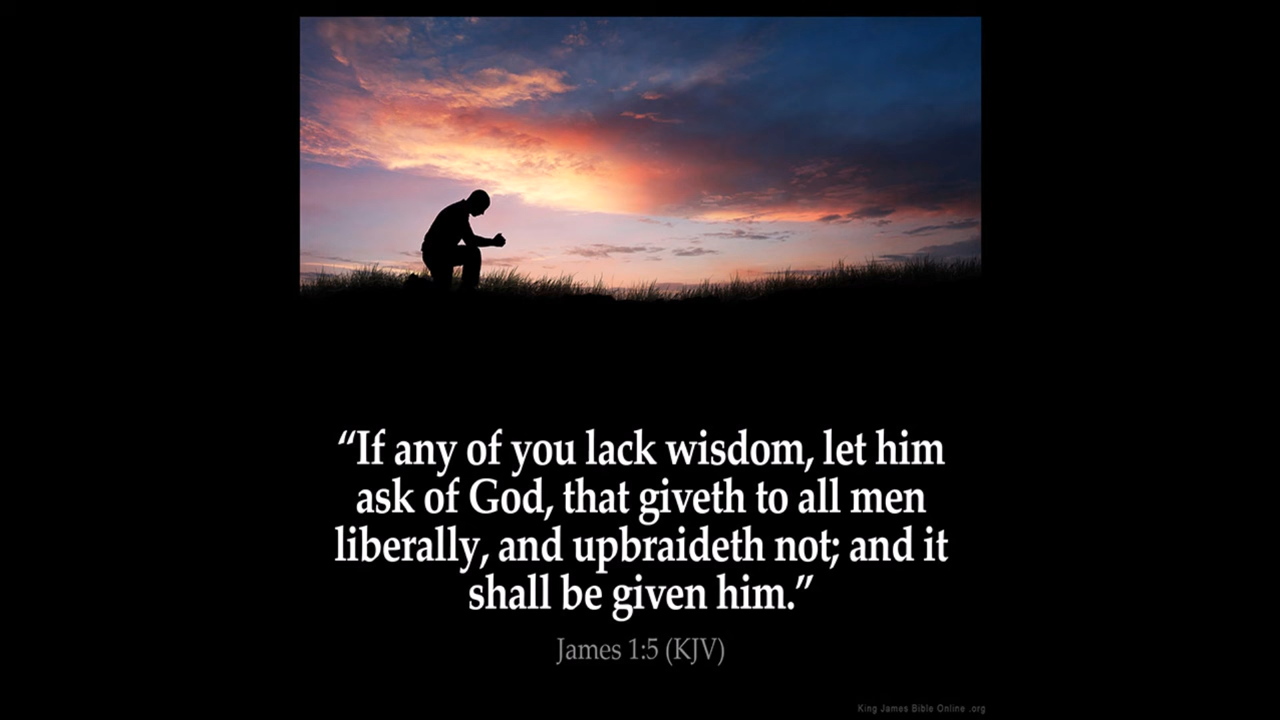 “If any of you lack wisdom, let him
ask of God, that giveth to all men
liberally, and upbraideth not; and it
shall be given him.”
James 1:5 (KJV)
King James Bible Online .org